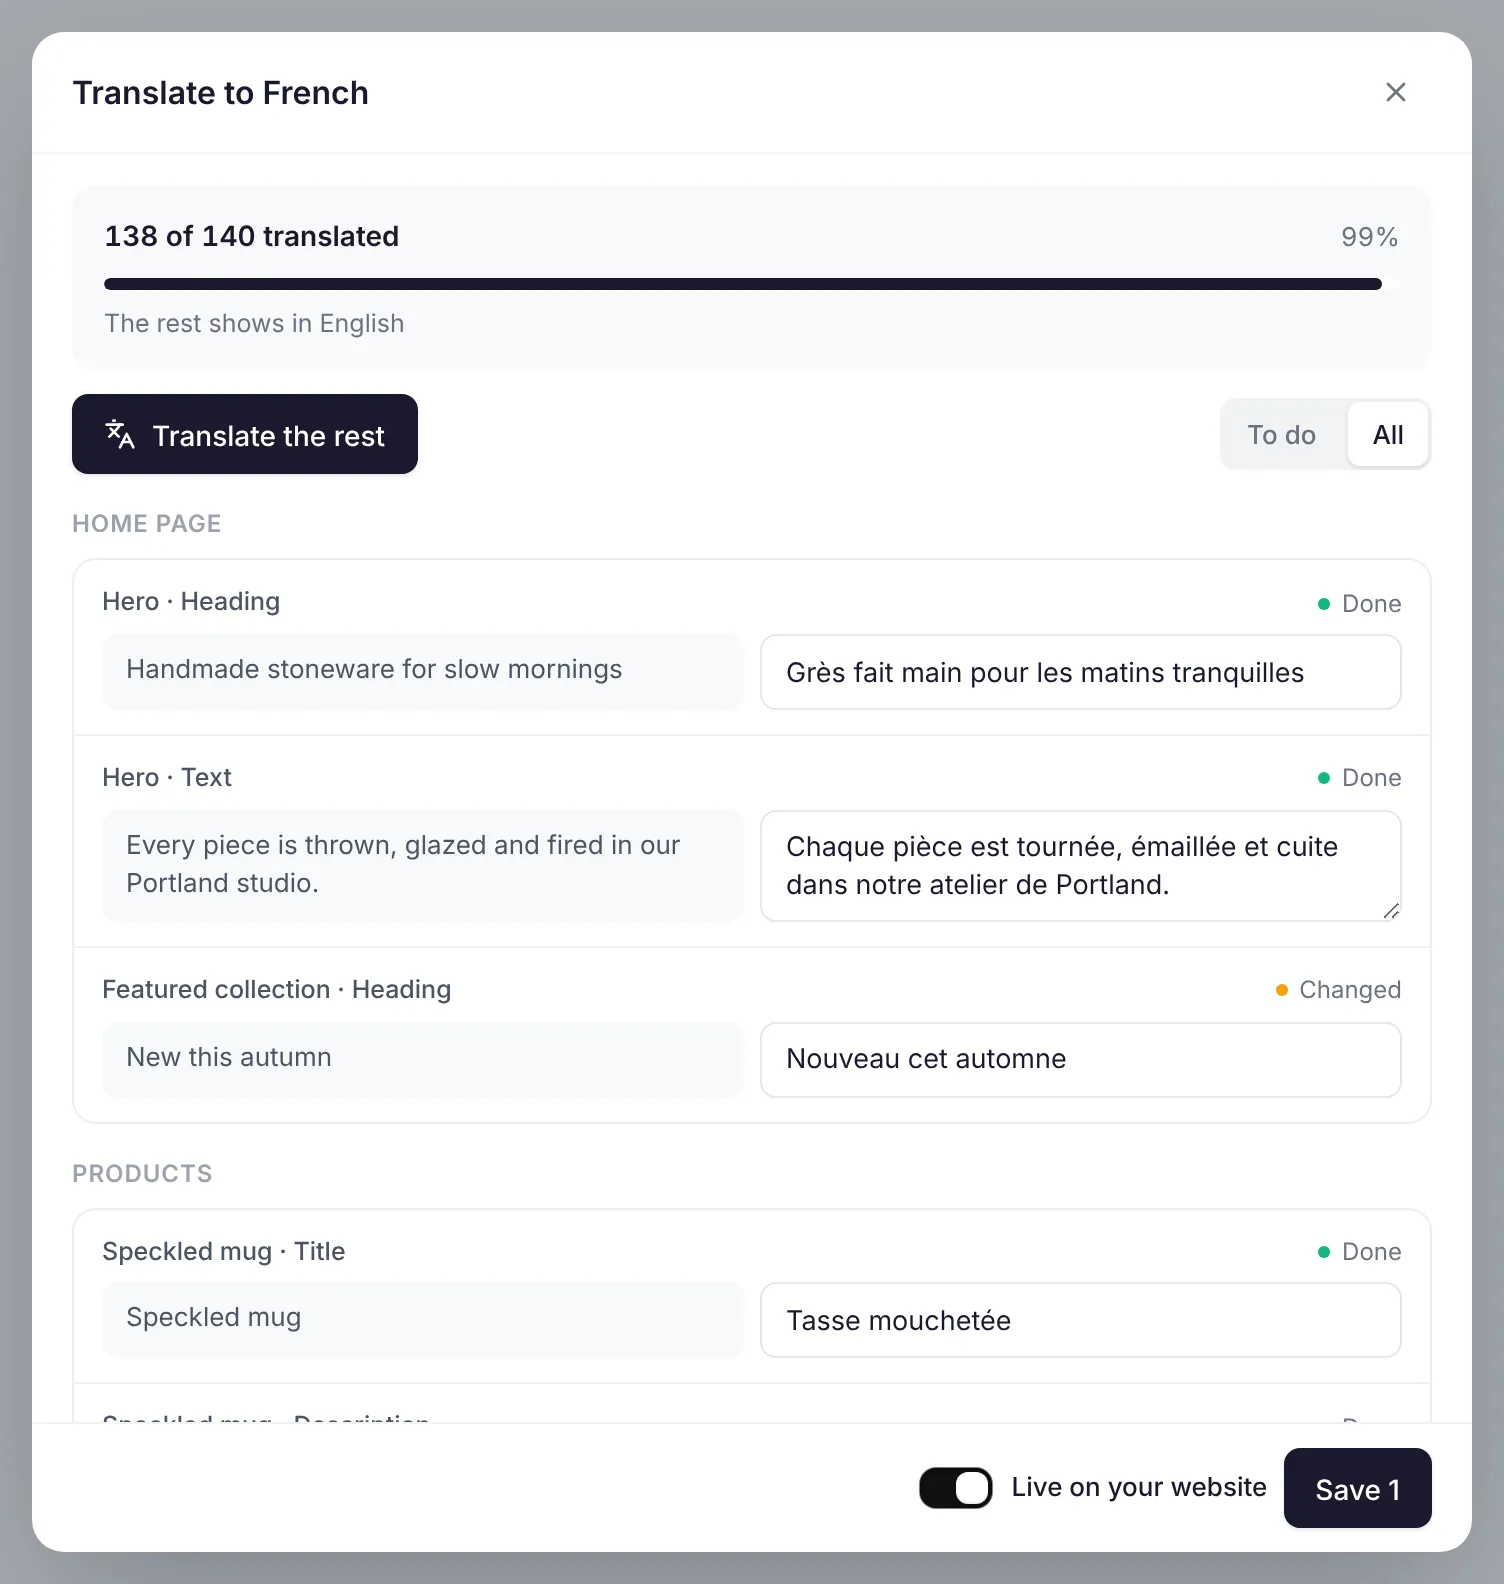 Translate to French
138 of 140 translated
99%
The rest shows in English
Translate the rest
To do
All
HOME PAGE
Hero · Heading
Done
Handmade stoneware for slow mornings
Grès fait main pour les matins tranquilles
Hero · Text
Done
Every piece is thrown, glazed and fired in our
Portland studio.
Chaque pièce est tournée, émaillée et cuite
dans notre atelier de Portland.
Featured collection · Heading
Changed
New this autumn
Nouveau cet automne
PRODUCTS
Speckled mug · Title
Done
Speckled mug
Tasse mouchetée
Speckled mug · Description
Live on your website
Save 1